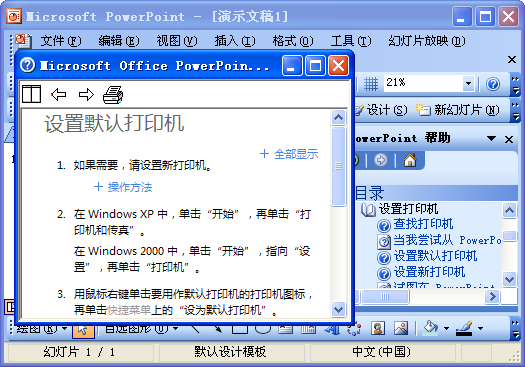 Microsoft PowerPoint - [演示文稿1]
文件(F) 编辑(E) 视图(V) 插入(I) 格式(O) 工具(T) 幻灯片放映(D)
Microsoft Office PowerPoin...
21%
设计(S) 新幻灯片(N)
设置默认打印机
全部显示
1. 如果需要，请设置新打印机。
操作方法
2. 在 Windows XP 中，单击“开始”，再单击“打
印机和传真”。
在 Windows 2000 中，单击“开始”，指向“设
置”，再单击“打印机”。
3. 用鼠标右键单击要用作默认打印机的打印机图标，
再单击快捷菜单上的“设为默认打印机”。
owerPoint 帮助
目录
设置打印机
查找打印机
当我尝试从 PowerPo
设置默认打印机
设置新打印机
试图在 PowerPoint
绘图(R) 自选图形(U)
幻灯片 1 / 1 默认设计模板 中文(中国)